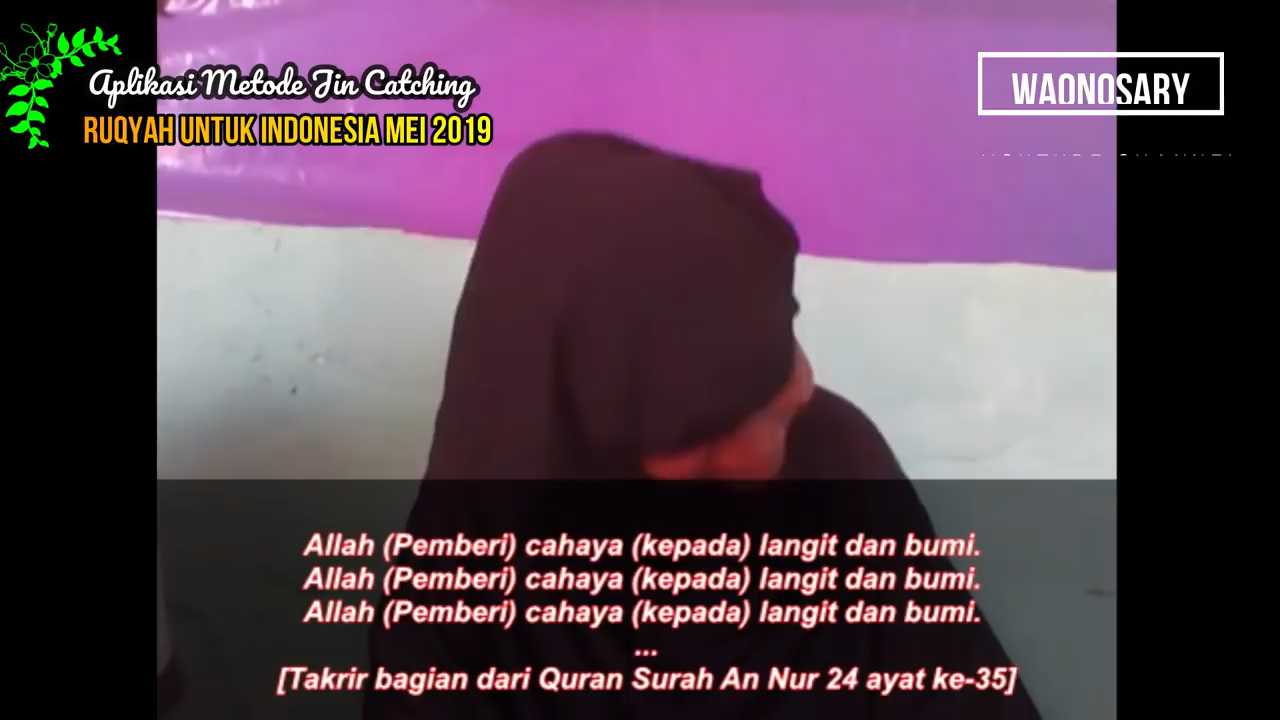 Aplikasi Metode Jin Catching
RUQYAH UNTUK INDONESIA MEI 2019
WAONOSARY
Allah (Pemberi) cahaya (kepada) langit dan bumi.
Allah (Pemberi) cahaya (kepada) langit dan bumi.
Allah (Pemberi) cahaya (kepada) langit dan bumi.
...
[Takrir bagian dari Quran Surah An Nur 24 ayat ke-35]